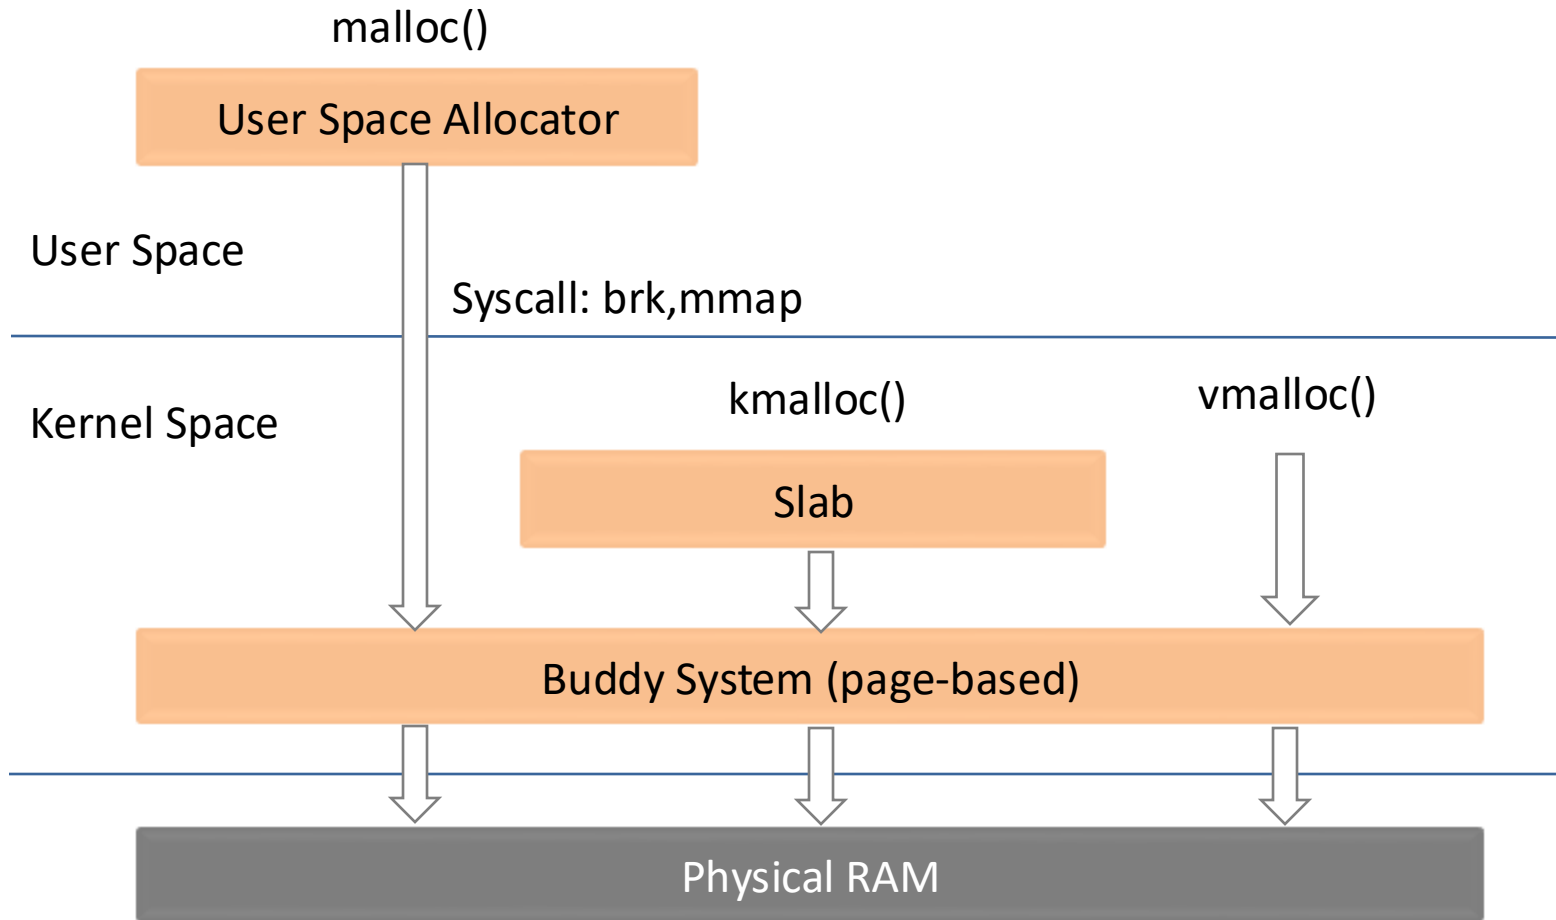 malloc()
User Space Allocator
User Space
Syscall: brk,mmap
Kernel Space
kmalloc()
vmalloc()
Slab
Buddy System (page-based)
Physical RAM